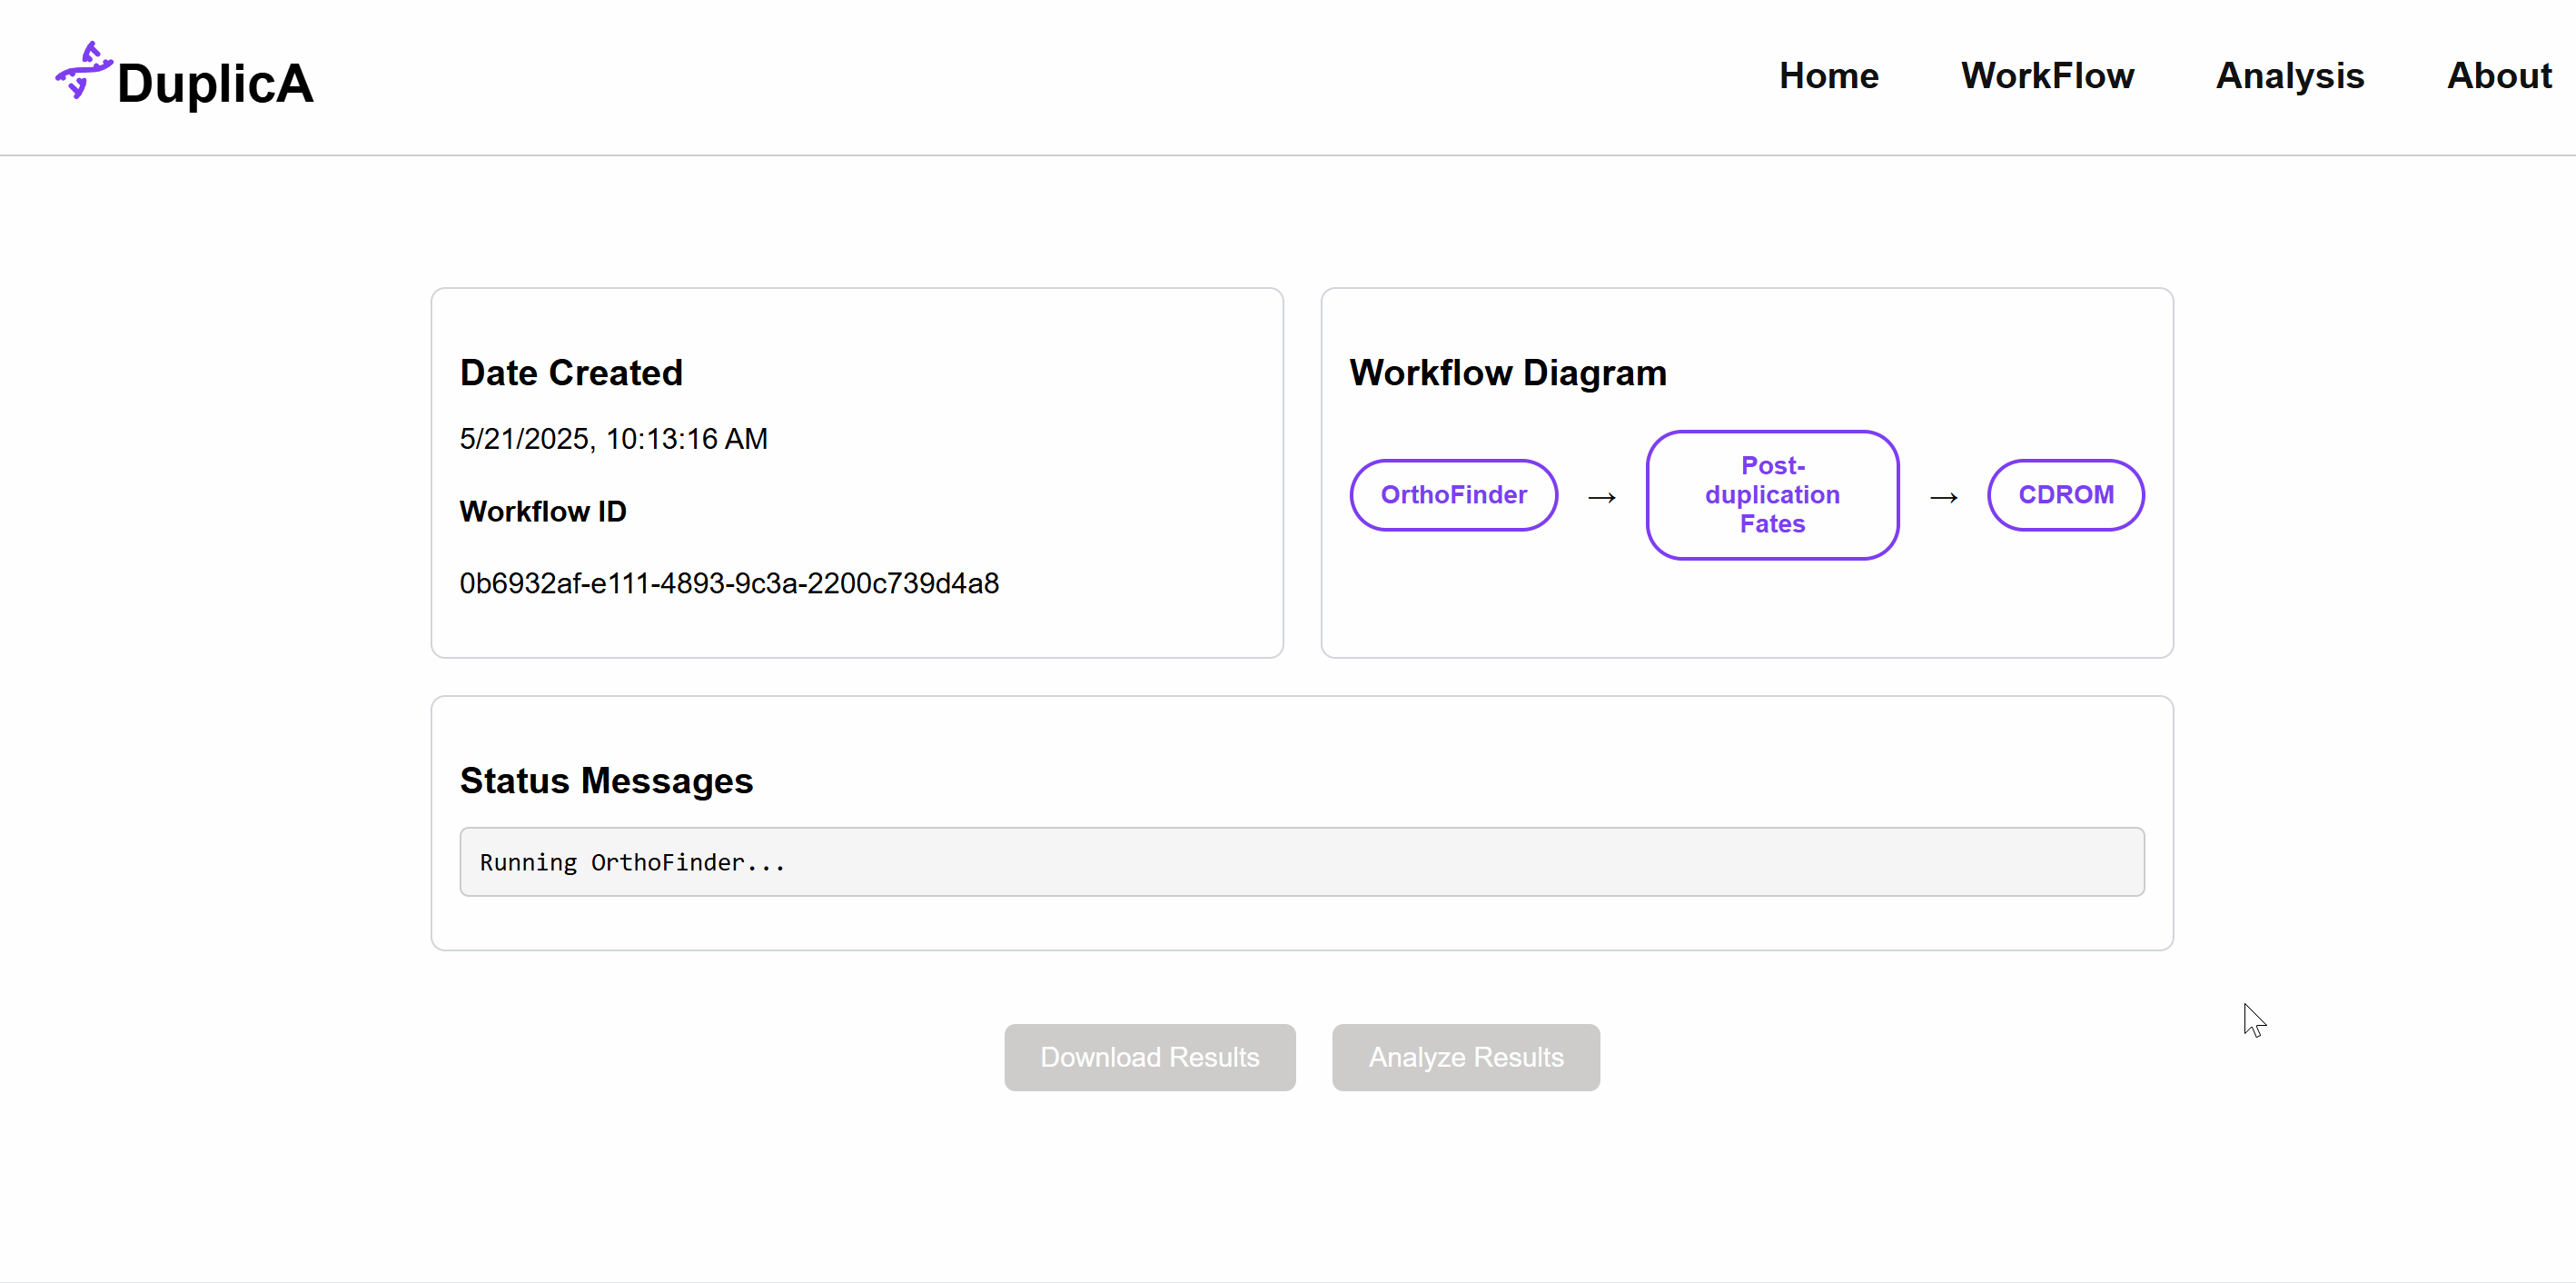 DuplicA
Home WorkFlow Analysis About
Date Created
5/21/2025, 10:13:16 AM
Workflow ID
0b6932af-e111-4893-9c3a-2200c739d4a8
Workflow Diagram
OrthoFinder
→
Post-
duplication
Fates
→
CDROM
Status Messages
Running OrthoFinder...
Download Results
Analyze Results